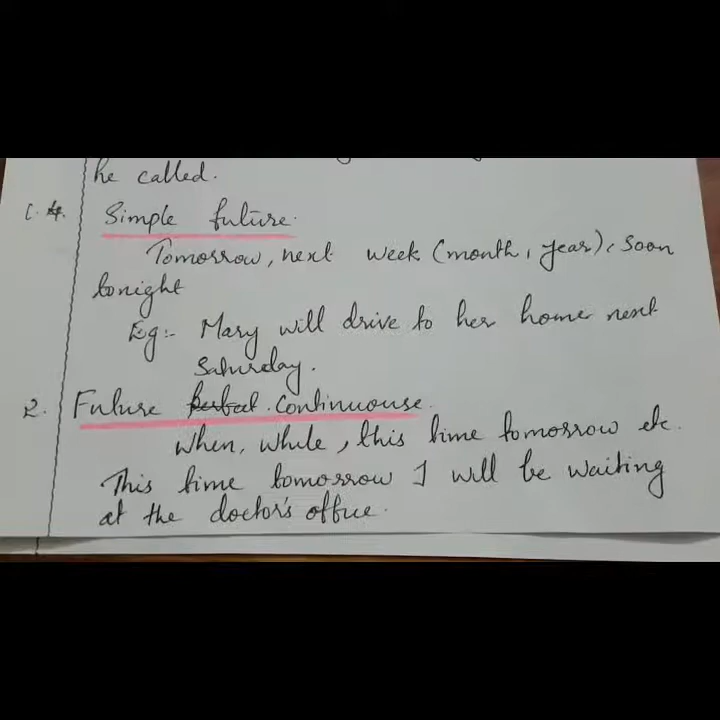 he called.
1. Simple future.
Tomorrow, next week (month, year), soon
tonight
Eg:- Mary will drive to her home next
Saturday.
2. Future perfect continuouse.
When, while, this time tomorrow etc.
This time tomorrow I will be waiting
at the doctor's office.